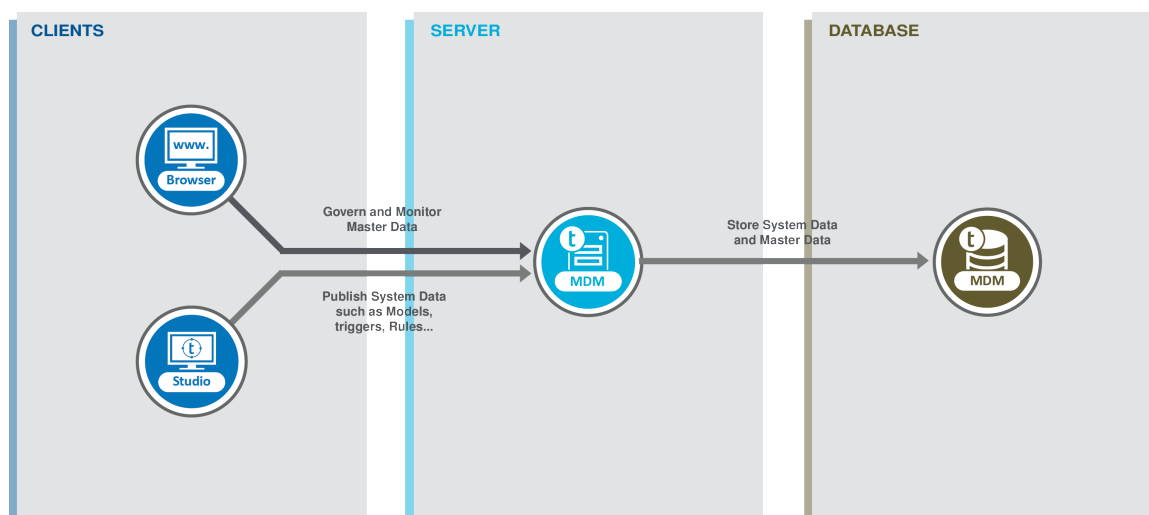 CLIENTS
SERVER
DATABASE
www.
Browser
Govern and Monitor
Master Data
Publish System Data
such as Models,
triggers, Rules...
t
Studio
t
MDM
Store System Data
and Master Data
t
MDM